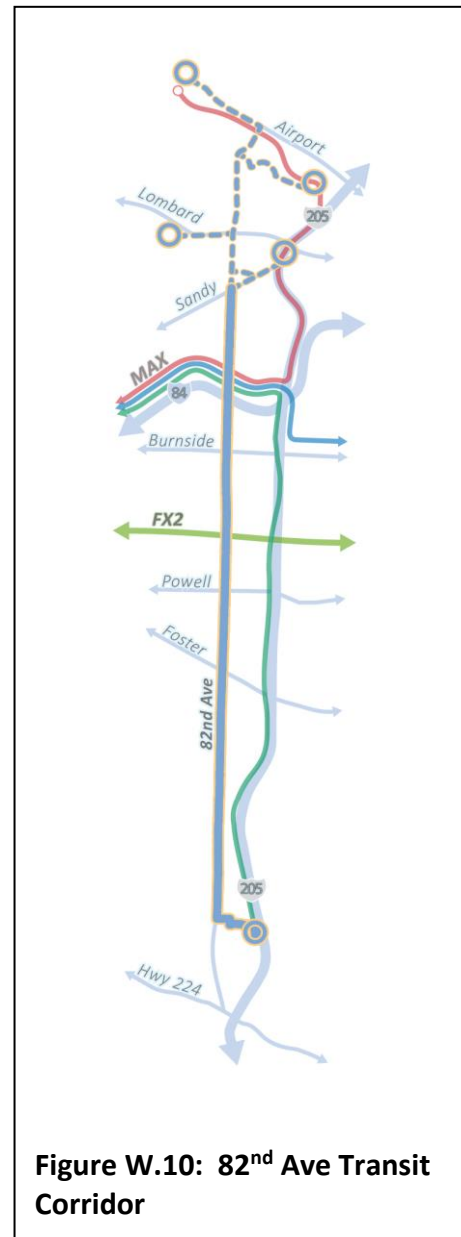 Airport
205
Lombard
Sandy
MAX
84
Burnside
FX2
Powell
Foster
82nd Ave
205
Hwy 224
Figure W.10: 82nd Ave Transit
Corridor